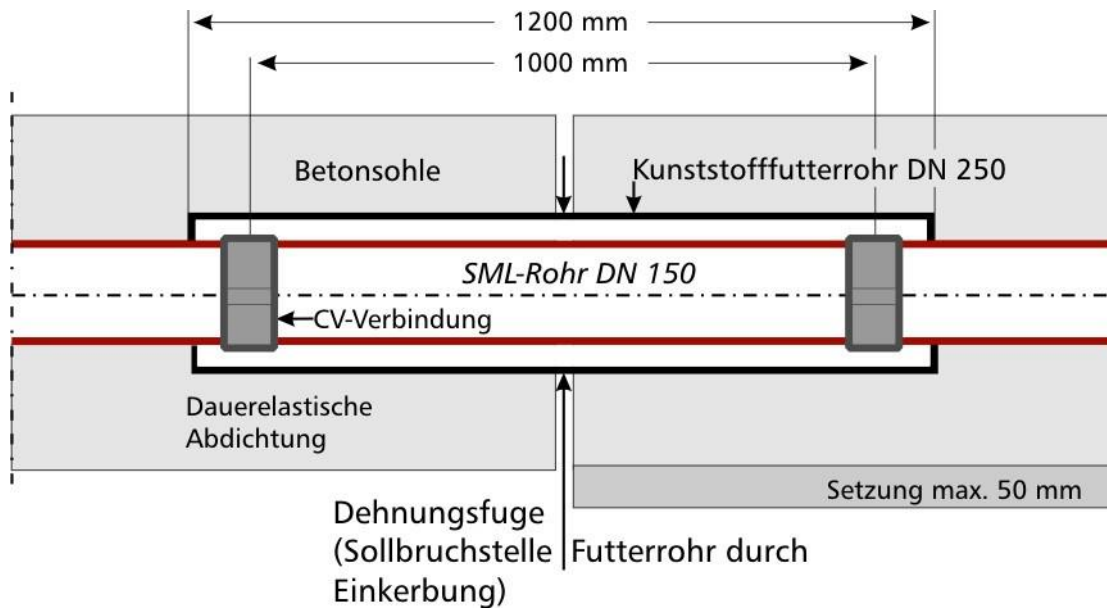 1200 mm
1000 mm
Betonsohle
Kunststofffutterrohr DN 250
SML-Rohr DN 150
CV-Verbindung
Dauerelastische
Abdichtung
Setzung max. 50 mm
Dehnungsfuge
(Sollbruchstelle Futterrohr durch
Einkerbung)